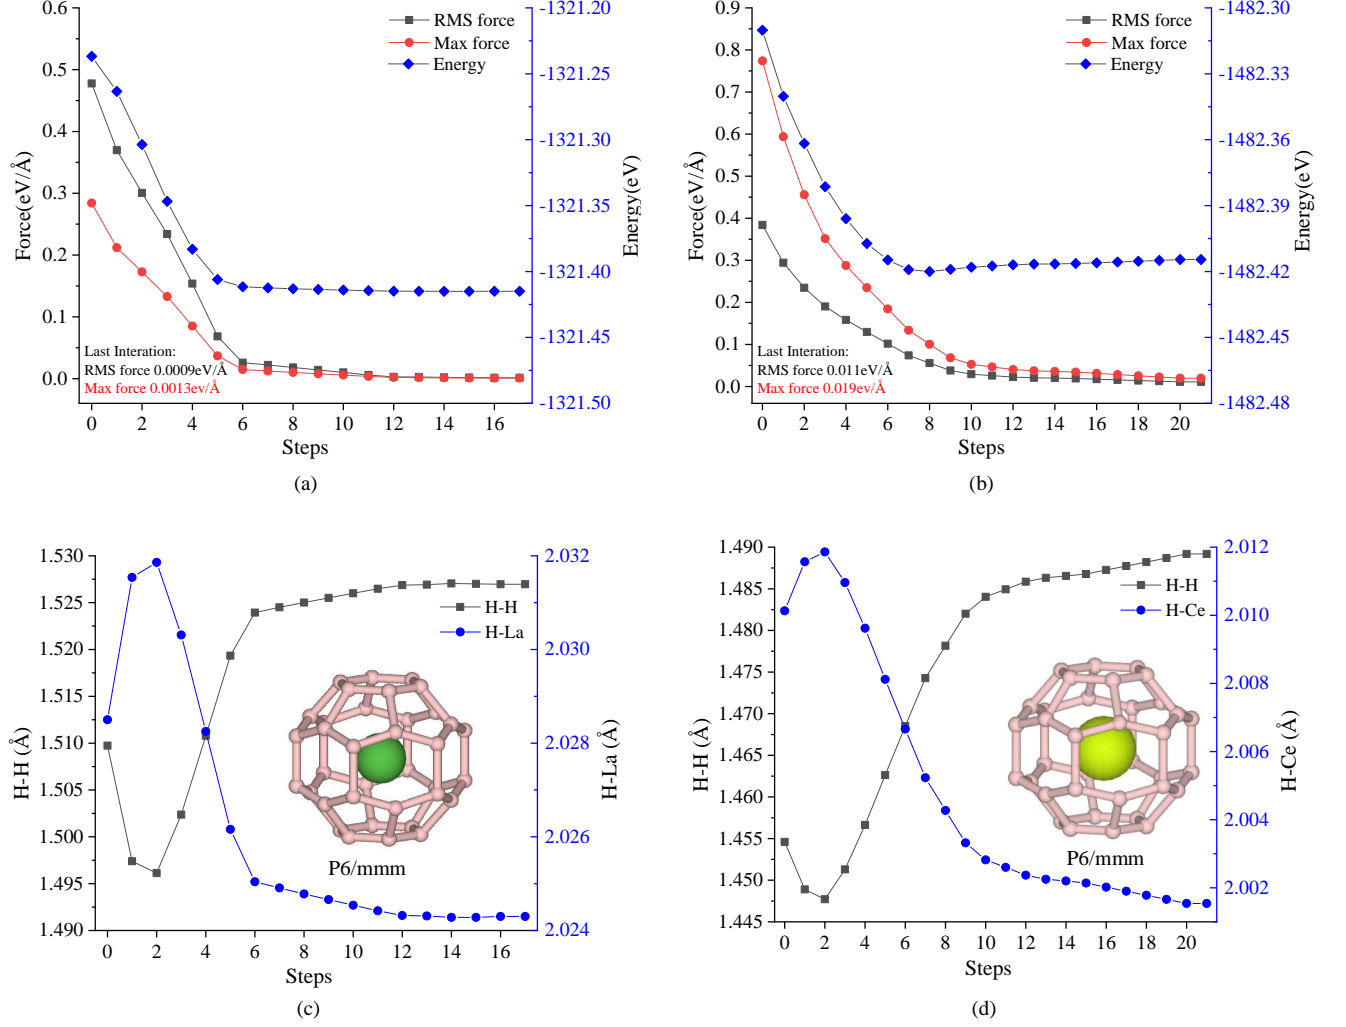 0.6
0.5
0.4
0.3
0.2
0.1
0.0
Force(eV/Å)
RMS force
Max force
Energy
-1321.20
-1321.25
-1321.30
-1321.35
-1321.40
-1321.45
-1321.50
Energy(eV)
Last Interation:
RMS force 0.0009eV/Å
Max force 0.0013ev/Å
0 2 4 6 8 10 12 14 16
Steps
(a)
0.9
0.8
0.7
0.6
0.5
0.4
0.3
0.2
0.1
0.0
Force(eV/Å)
RMS force
Max force
Energy
-1482.30
-1482.33
-1482.36
-1482.39
-1482.42
-1482.45
-1482.48
Energy(eV)
Last Interation:
RMS force 0.011eV/Å
Max force 0.019ev/Å
0 2 4 6 8 10 12 14 16 18 20
Steps
(b)
1.530
1.525
1.520
1.515
1.510
1.505
1.500
1.495
1.490
H-H (Å)
H-H
H-La
2.032
2.030
2.028
2.026
2.024
H-La (Å)
P6/mmm
0 2 4 6 8 10 12 14 16
Steps
(c)
1.490
1.485
1.480
1.475
1.470
1.465
1.460
1.455
1.450
1.445
H-H (Å)
H-H
H-Ce
2.012
2.010
2.008
2.006
2.004
2.002
H-Ce (Å)
P6/mmm
0 2 4 6 8 10 12 14 16 18 20
Steps
(d)